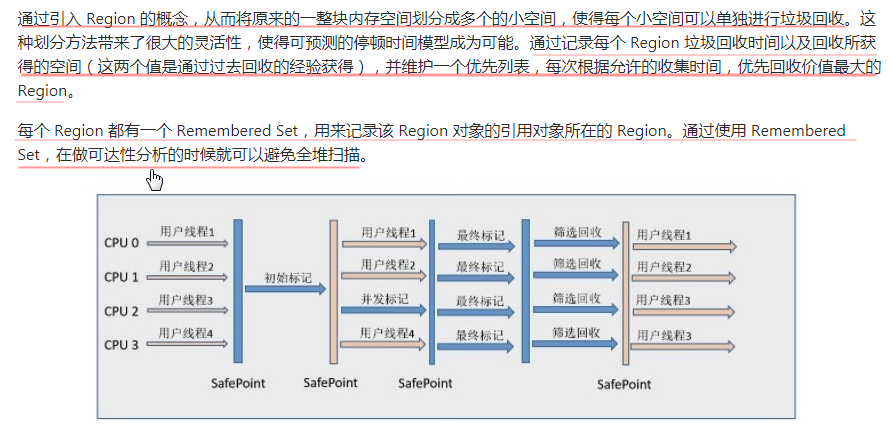 通过引入 Region 的概念，从而将原来的一整块内存空间划分成多个的小空间，使得每个小空间可以单独进行垃圾回收。这
种划分方法带来了很大的灵活性，使得可预测的停顿时间模型成为可能。通过记录每个 Region 垃圾回收时间以及回收所获
得的空间（这两个值是通过过去回收的经验获得），并维护一个优先列表，每次根据允许的收集时间，优先回收价值最大的
Region。
每个 Region 都有一个 Remembered Set，用来记录该 Region 对象的引用对象所在的 Region。通过使用 Remembered
Set，在做可达性分析的时候就可以避免全堆扫描。
CPU 0 用户线程1 用户线程1 最终标记 筛选回收 用户线程1
CPU 1 用户线程2 初始标记 用户线程2 最终标记 筛选回收 用户线程2
CPU 2 用户线程3 并发标记 最终标记 筛选回收 用户线程3
CPU 3 用户线程4 用户线程4 最终标记 筛选回收 用户线程3
SafePoint SafePoint SafePoint SafePoint